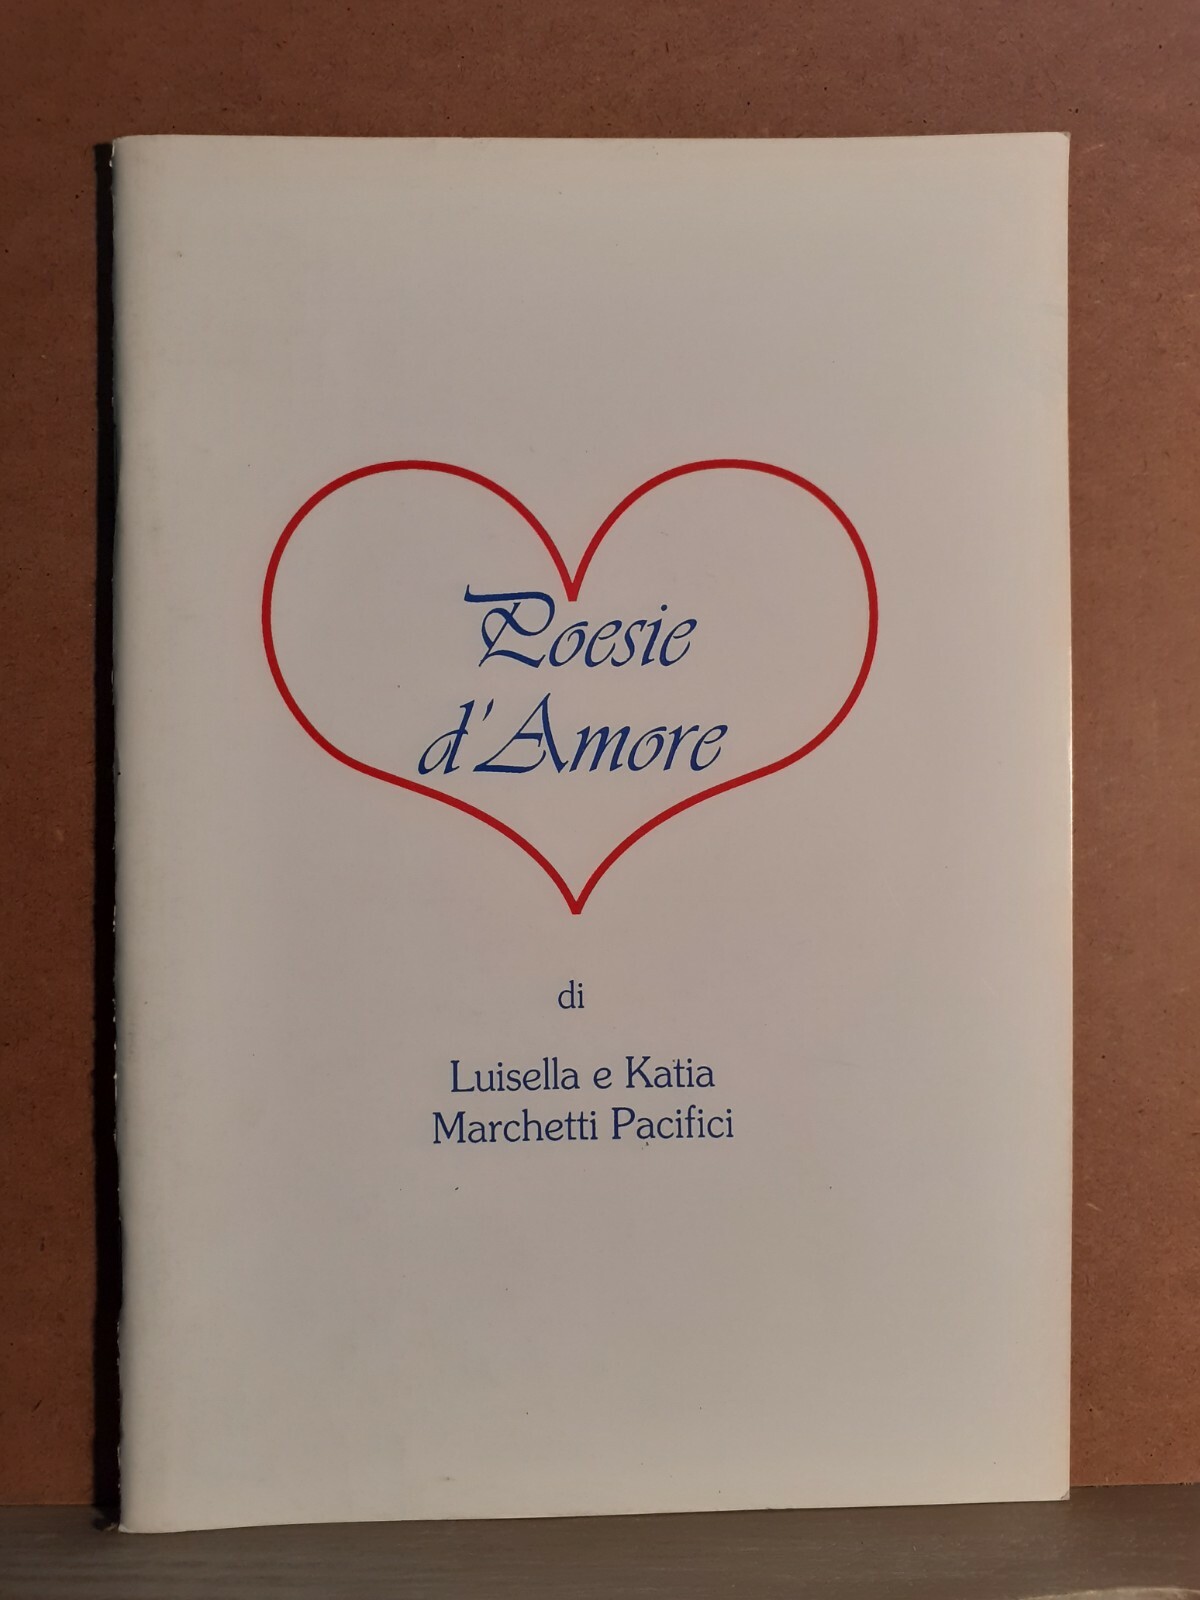 Poesie
d'Amore
di
Luisella e Katia
Marchetti Pacifici